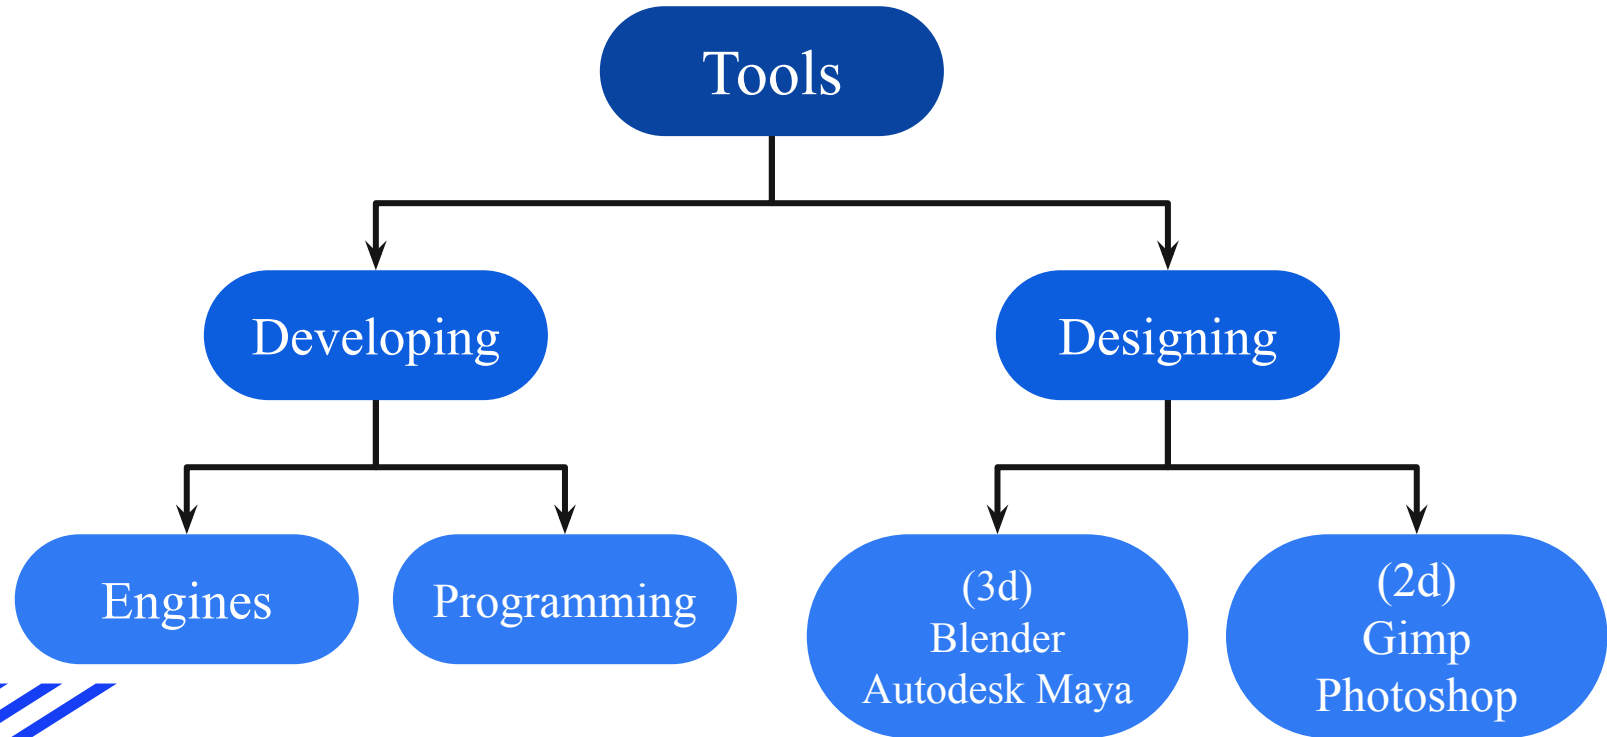 Tools
Developing
Designing
Engines
Programming
(3d)
Blender
Autodesk Maya
(2d)
Gimp
Photoshop